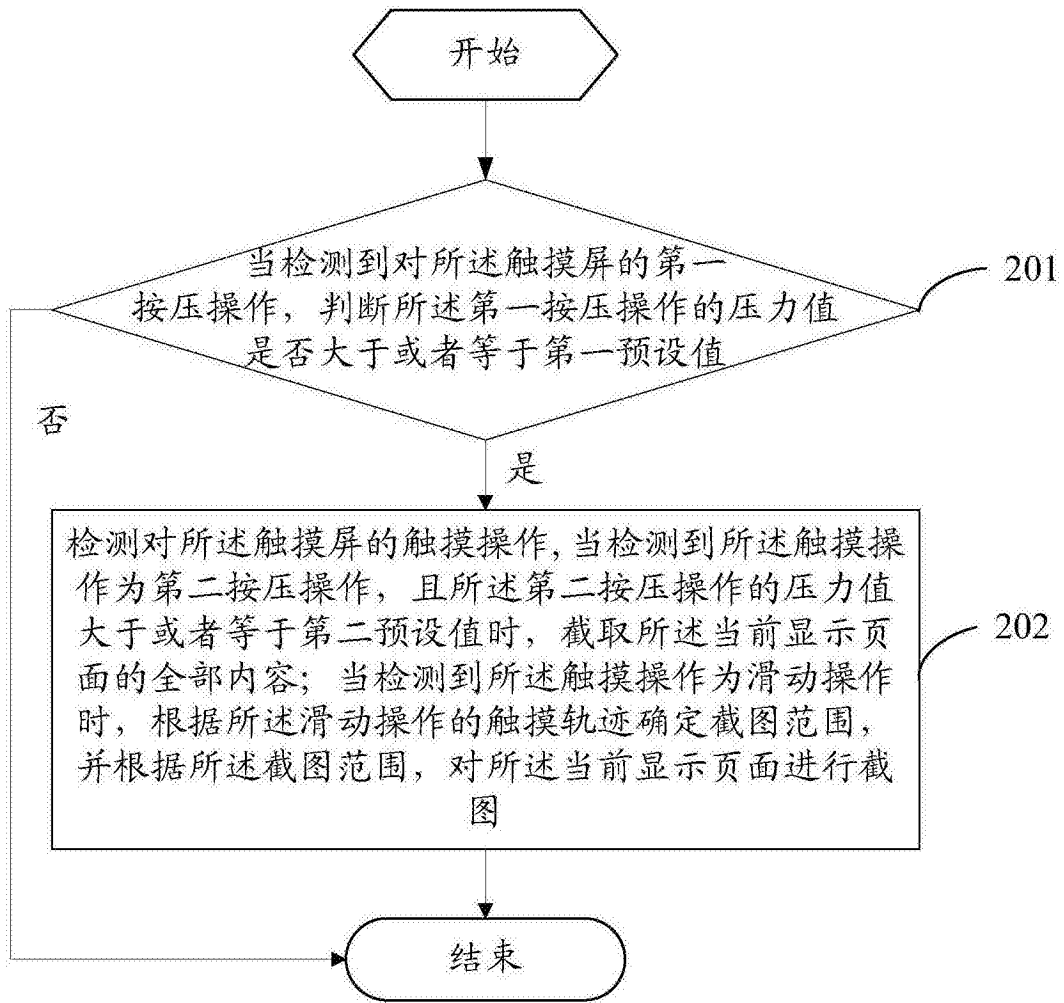 开始
当检测到对所述触摸屏的第一
按压操作，判断所述第一按压操作的压力值
是否大于或者等于第一预设值
201
否
是
检测对所述触摸屏的触摸操作，当检测到所述触摸操
作为第二按压操作，且所述第二按压操作的压力值
大于或者等于第二预设值时，截取所述当前显示页
面的全部内容；当检测到所述触摸操作为滑动操作
时，根据所述滑动操作的触摸轨迹确定截图范围，
并根据所述截图范围，对所述当前显示页面进行截
图
202
结束